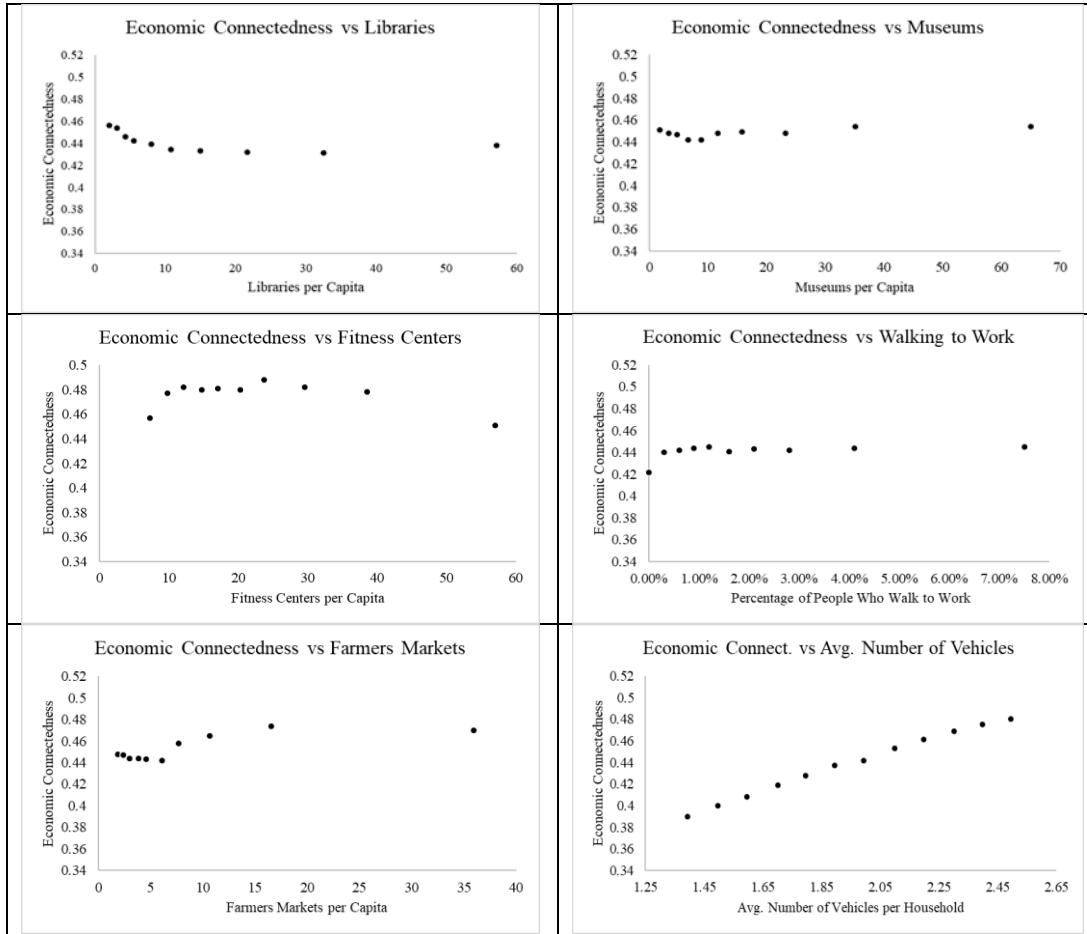 Economic Connectedness vs Libraries
0.52
0.5
0.48
0.46
0.44
0.42
0.4
0.38
0.36
0.34
Economic Connectedness
0 10 20 30 40 50 60
Libraries per Capita
Economic Connectedness vs Museums
0.52
0.5
0.48
0.46
0.44
0.42
0.4
0.38
0.36
0.34
Economic Connectedness
0 10 20 30 40 50 60 70
Museums per Capita
Economic Connectedness vs Fitness Centers
0.5
0.48
0.46
0.44
0.42
0.4
0.38
0.36
0.34
Economic Connectedness
0 10 20 30 40 50 60
Fitness Centers per Capita
Economic Connectedness vs Walking to Work
0.52
0.5
0.48
0.46
0.44
0.42
0.4
0.38
0.36
0.34
Economic Connectedness
0.00% 1.00% 2.00% 3.00% 4.00% 5.00% 6.00% 7.00% 8.00%
Percentage of People Who Walk to Work
Economic Connectedness vs Farmers Markets
0.52
0.5
0.48
0.46
0.44
0.42
0.4
0.38
0.36
0.34
Economic Connectedness
0 5 10 15 20 25 30 35 40
Farmers Markets per Capita
Economic Connect. vs Avg. Number of Vehicles
0.52
0.5
0.48
0.46
0.44
0.42
0.4
0.38
0.36
0.34
Economic Connectedness
1.25 1.45 1.65 1.85 2.05 2.25 2.45 2.65
Avg. Number of Vehicles per Household